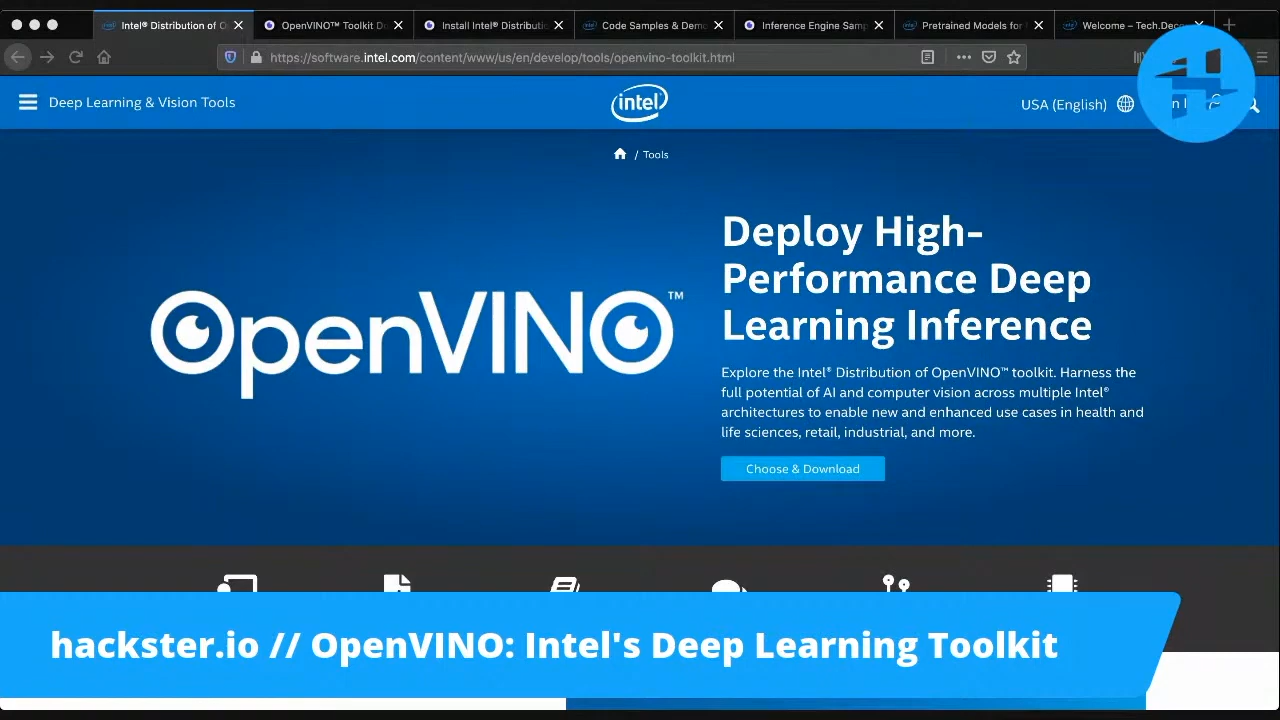 Intel® Distribution of O
OpenVINO™ Toolkit Do
Install Intel® Distributio
Code Samples & Demo
Inference Engine Samp
Pretrained Models for
Welcome – Tech.Deco
https://software.intel.com/content/www/us/en/develop/tools/openvino-toolkit.html
Deep Learning & Vision Tools
intel
USA (English)
n I
/ Tools
OpenVINO™
Deploy High-
Performance Deep
Learning Inference
Explore the Intel® Distribution of OpenVINO™ toolkit. Harness the
full potential of AI and computer vision across multiple Intel®
architectures to enable new and enhanced use cases in health and
life sciences, retail, industrial, and more.
Choose & Download
hackster.io // OpenVINO: Intel's Deep Learning Toolkit